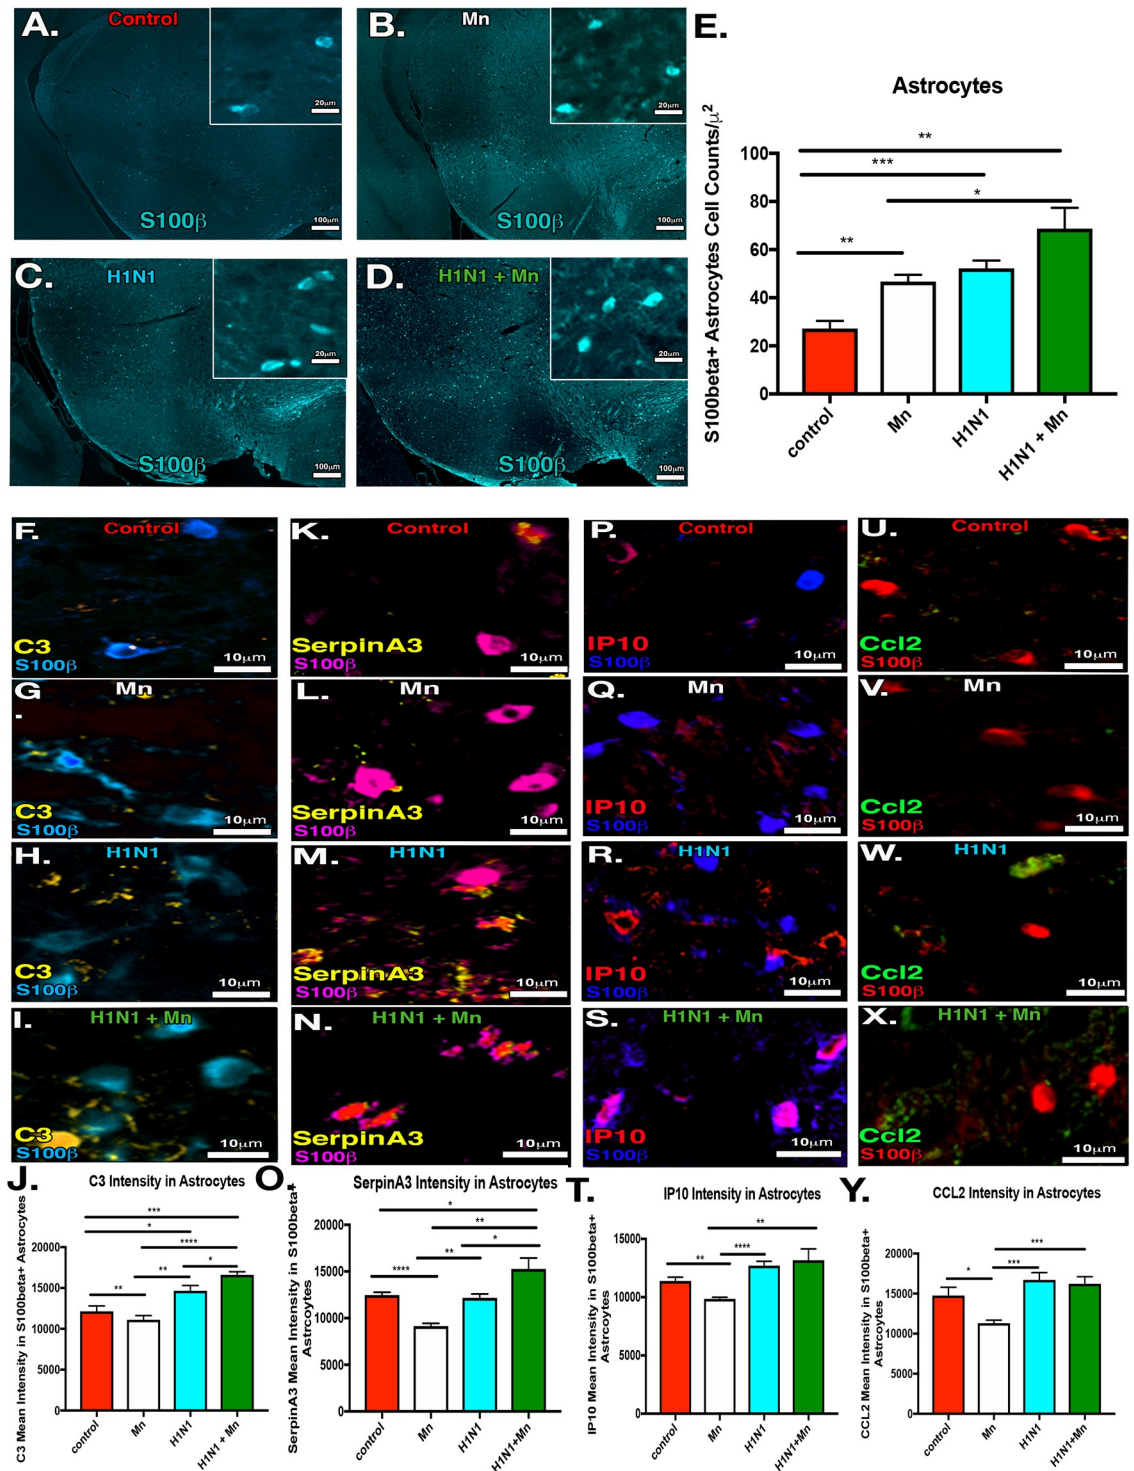 A. Control
20μm
S100β
100μm
B. Mn
20μm
S100β
100μm
C. H1N1
20μm
S100β
100μm
D. H1N1 + Mn
20μm
S100β
100μm
E.
Astrocytes
S100beta+ Astrocytes Cell Counts/μ²
100
80
60
40
20
0
**
***
*
**
control
Mn
H1N1
H1N1 + Mn
F. Control
C3
S100β
10μm
K. Control
SerpinA3
S100β
10μm
P. Control
IP10
S100β
10μm
U. Control
Ccl2
S100β
10μm
G. Mn
C3
S100β
10μm
L. Mn
SerpinA3
S100β
10μm
Q. Mn
IP10
S100β
10μm
V. Mn
Ccl2
S100β
10μm
H. H1N1
C3
S100β
10μm
M. H1N1
SerpinA3
S100β
10μm
R. H1N1
IP10
S100β
10μm
W. H1N1
Ccl2
S100β
10μm
I. H1N1 + Mn
C3
S100β
10μm
N. H1N1 + Mn
SerpinA3
S100β
10μm
S. H1N1 + Mn
IP10
S100β
10μm
X. H1N1 + Mn
Ccl2
S100β
10μm
J.
C3 Intensity in Astrocytes
C3 Mean Intensity in S100beta+ Astrocytes
20000
15000
10000
5000
0
***
*
****
**
**
*
control
Mn
H1N1
H1N1 + Mn
O.
SerpinA3 Intensity in Astrocytes
SerpinA3 Mean Intensity in S100beta+
Astrcoytes
20000
15000
10000
5000
0
*
**
*
**
****
control
Mn
H1N1
H1N1+Mn
T.
IP10 Intensity in Astrocytes
IP10 Mean Intensity in S100beta+
Astrcoytes
15000
10000
5000
0
**
**
****
control
Mn
H1N1
H1N1+Mn
Y.
CCL2 Intensity in Astrocytes
CCL2 Mean Intensity in S100beta+
Astrcoytes
20000
15000
10000
5000
0
***
***
*
control
Mn
H1N1
H1N1+Mn